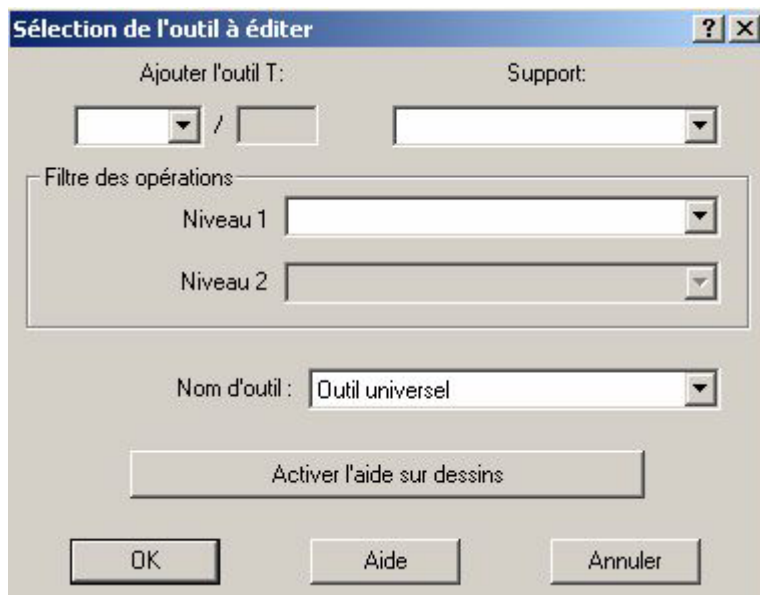 Sélection de l'outil à éditer
Ajouter l'outil T: Support:
/
Filtre des opérations
Niveau 1
Niveau 2
Nom d'outil : Outil universel
Activer l'aide sur dessins
OK Aide Annuler